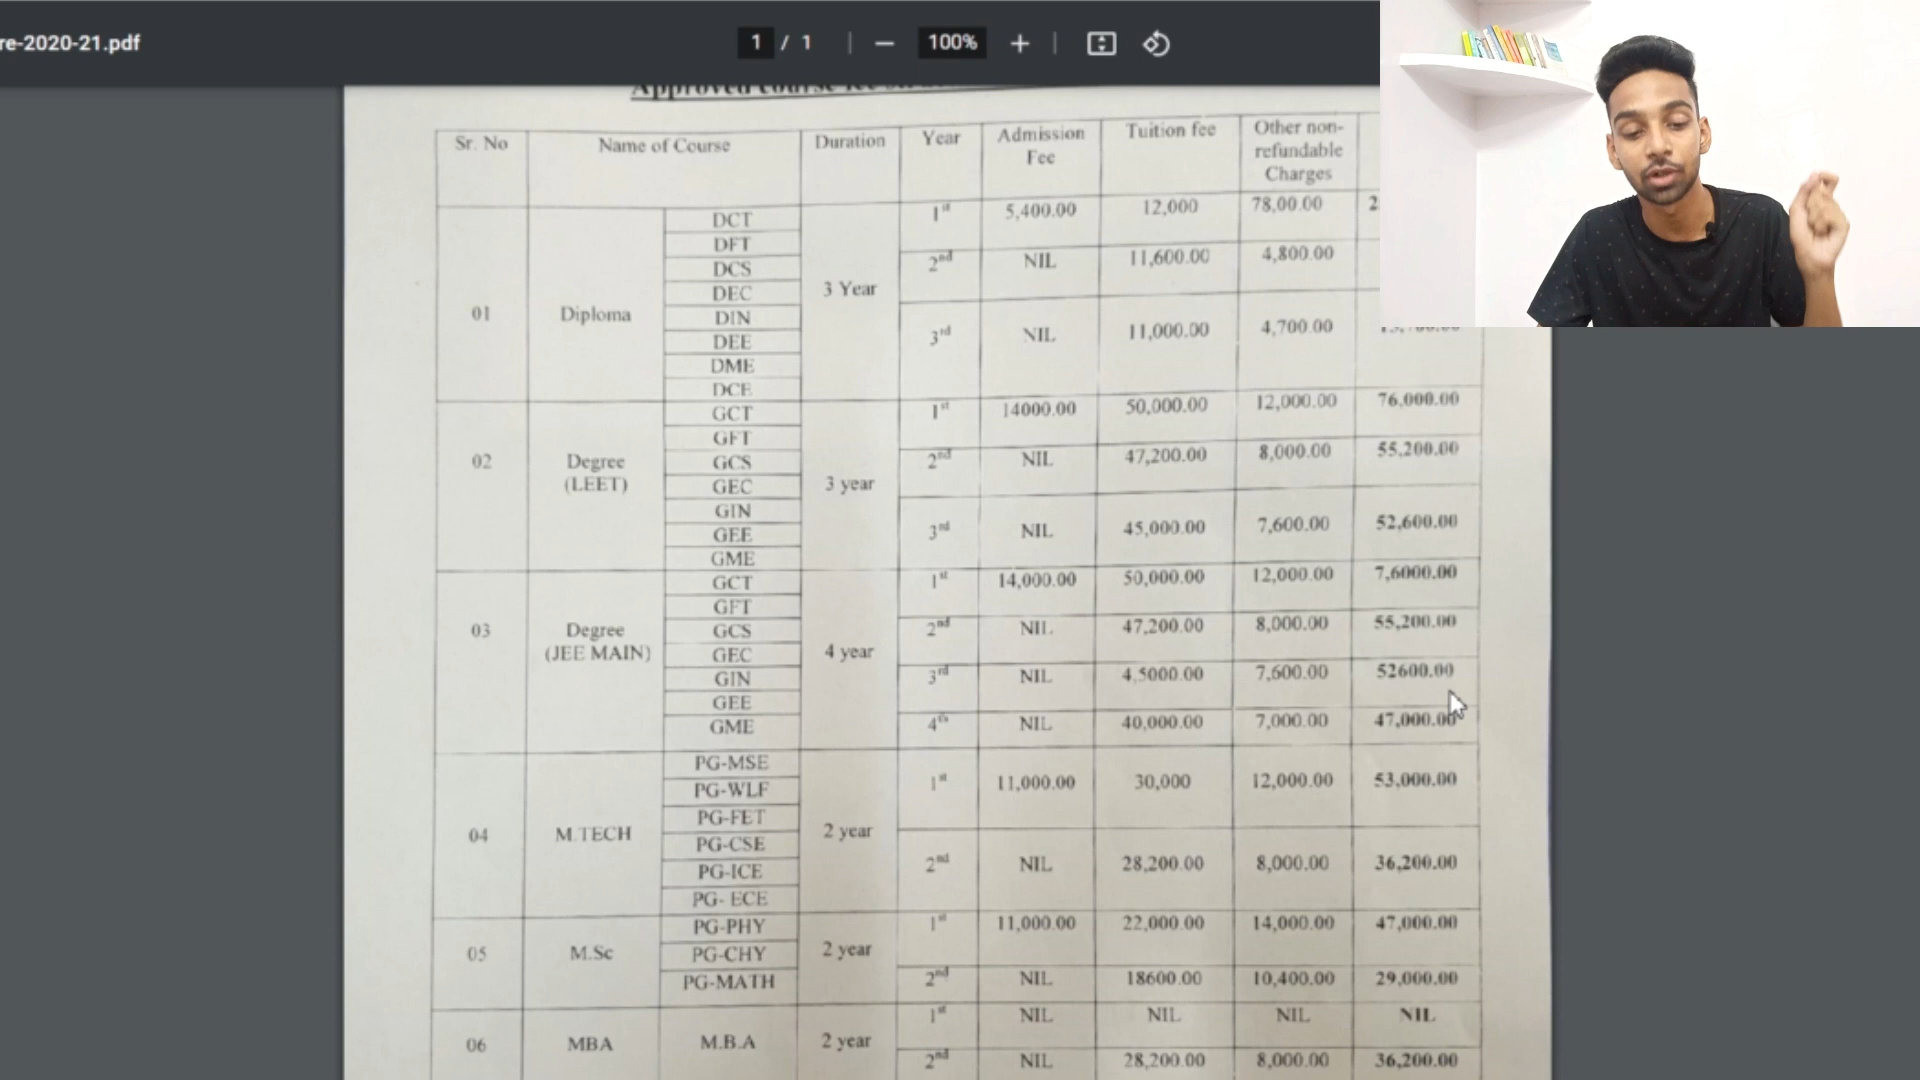 re-2020-21.pdf
1 / 1
100%
Approved course fee
Sr. No Name of Course Duration Year Admission Fee Tuition fee Other non-refundable Charges
01 Diploma 3 Year
DCT
DFT
DCS
DEC
DIN
DEE
DME
DCE
1st 5,400.00 12,000 78,00.00 2
2nd NIL 11,600.00 4,800.00
3rd NIL 11,000.00 4,700.00
02 Degree (LEET) 3 year
GCT
GFT
GCS
GEC
GIN
GEE
GME
1st 14000.00 50,000.00 12,000.00 76,000.00
2nd NIL 47,200.00 8,000.00 55,200.00
3rd NIL 45,000.00 7,600.00 52,600.00
03 Degree (JEE MAIN) 4 year
GCT
GFT
GCS
GEC
GIN
GEE
GME
1st 14,000.00 50,000.00 12,000.00 7,6000.00
2nd NIL 47,200.00 8,000.00 55,200.00
3rd NIL 4,5000.00 7,600.00 52600.00
4th NIL 40,000.00 7,000.00 47,000.00
04 M.TECH 2 year
PG-MSE
PG-WLF
PG-FET
PG-CSE
PG-ICE
PG- ECE
1st 11,000.00 30,000 12,000.00 53,000.00
2nd NIL 28,200.00 8,000.00 36,200.00
05 M.Sc 2 year
PG-PHY
PG-CHY
PG-MATH
1st 11,000.00 22,000.00 14,000.00 47,000.00
2nd NIL 18600.00 10,400.00 29,000.00
06 MBA M.B.A 2 year
1st NIL NIL NIL NIL
2nd NIL 28,200.00 8,000.00 36,200.00